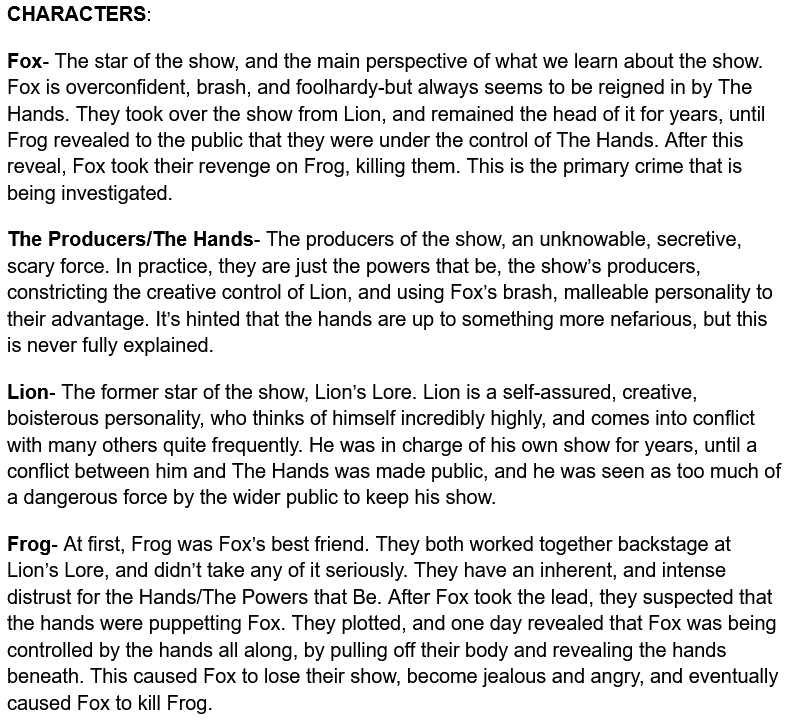 CHARACTERS:
Fox- The star of the show, and the main perspective of what we learn about the show.
Fox is overconfident, brash, and foolhardy-but always seems to be reigned in by The
Hands. They took over the show from Lion, and remained the head of it for years, until
Frog revealed to the public that they were under the control of The Hands. After this
reveal, Fox took their revenge on Frog, killing them. This is the primary crime that is
being investigated.
The Producers/The Hands- The producers of the show, an unknowable, secretive,
scary force. In practice, they are just the powers that be, the show's producers,
constricting the creative control of Lion, and using Fox's brash, malleable personality to
their advantage. It's hinted that the hands are up to something more nefarious, but this
is never fully explained.
Lion- The former star of the show, Lion's Lore. Lion is a self-assured, creative,
boisterous personality, who thinks of himself incredibly highly, and comes into conflict
with many others quite frequently. He was in charge of his own show for years, until a
conflict between him and The Hands was made public, and he was seen as too much of
a dangerous force by the wider public to keep his show.
Frog- At first, Frog was Fox's best friend. They both worked together backstage at
Lion's Lore, and didn't take any of it seriously. They have an inherent, and intense
distrust for the Hands/The Powers that Be. After Fox took the lead, they suspected that
the hands were puppetting Fox. They plotted, and one day revealed that Fox was being
controlled by the hands all along, by pulling off their body and revealing the hands
beneath. This caused Fox to lose their show, become jealous and angry, and eventually
caused Fox to kill Frog.